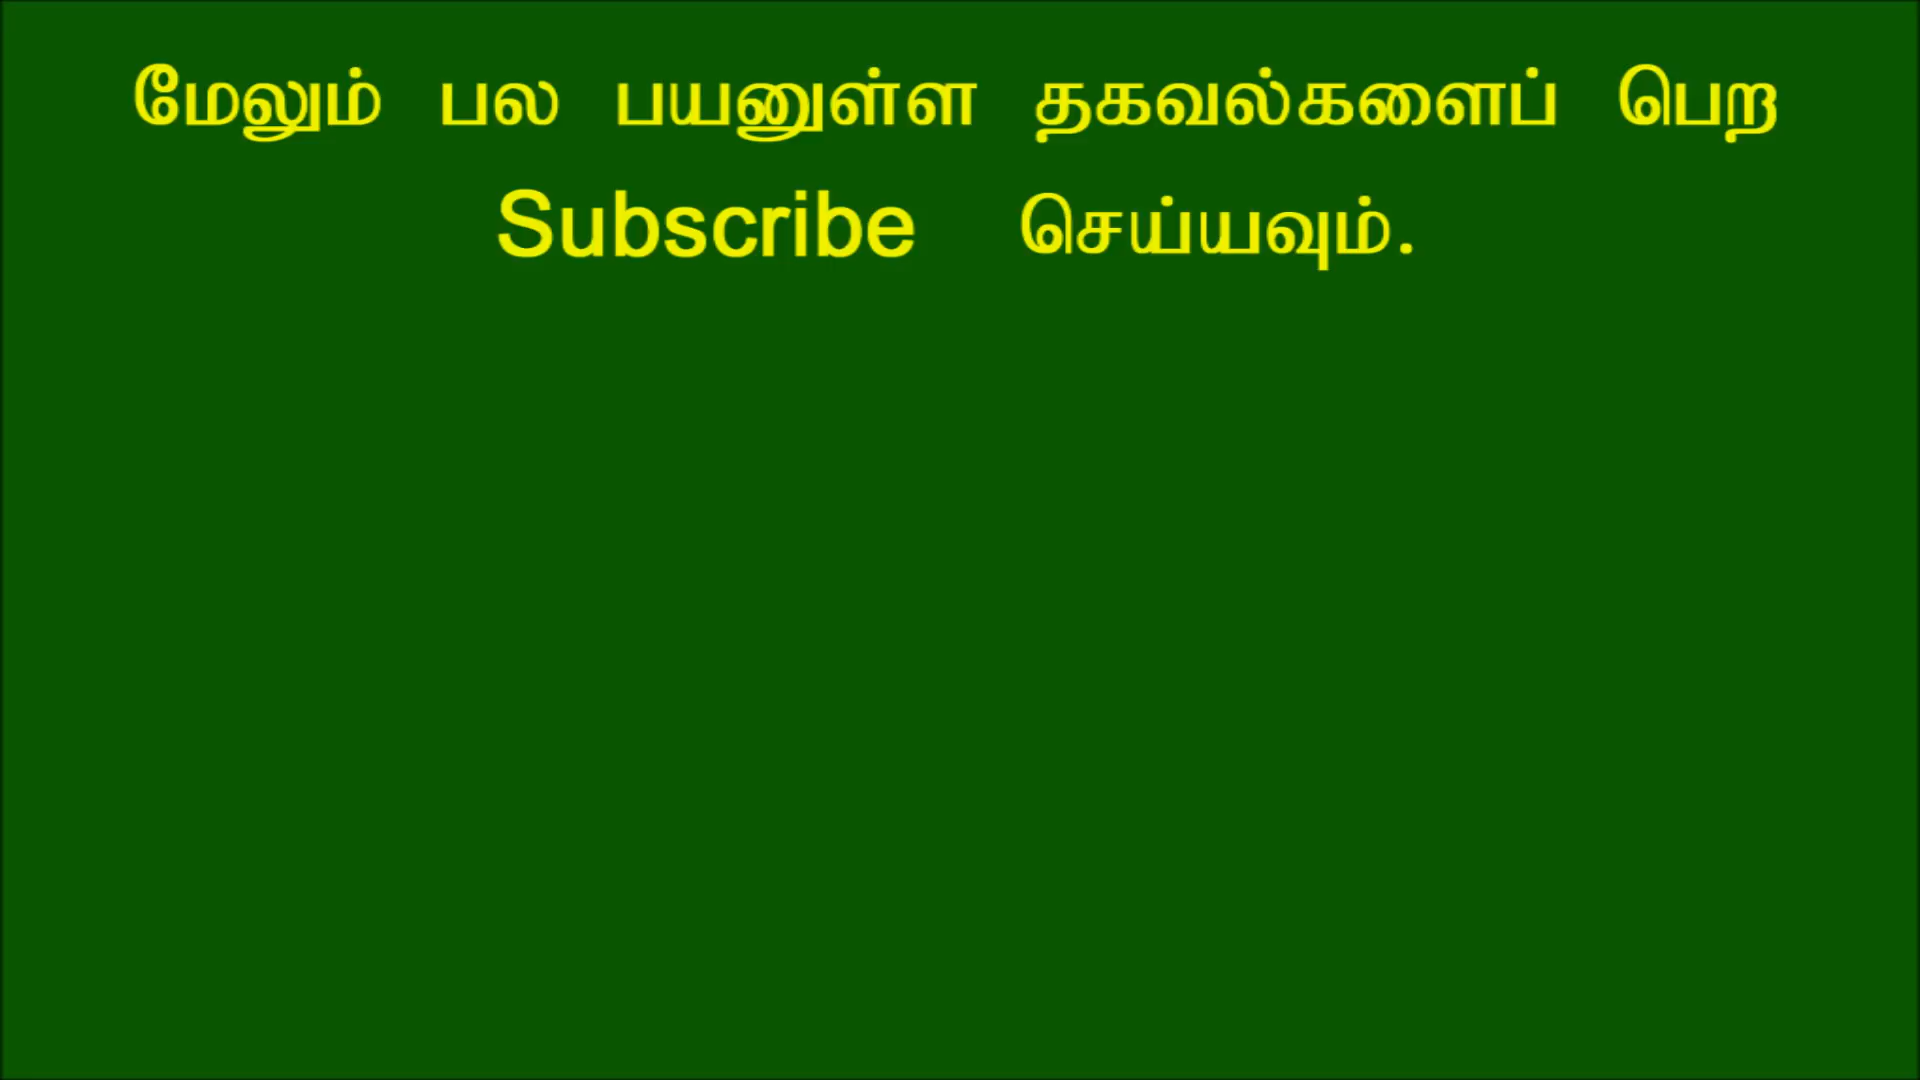 மேலும் பல பயனுள்ள தகவல்களைப் பெற
Subscribe செய்யவும்.